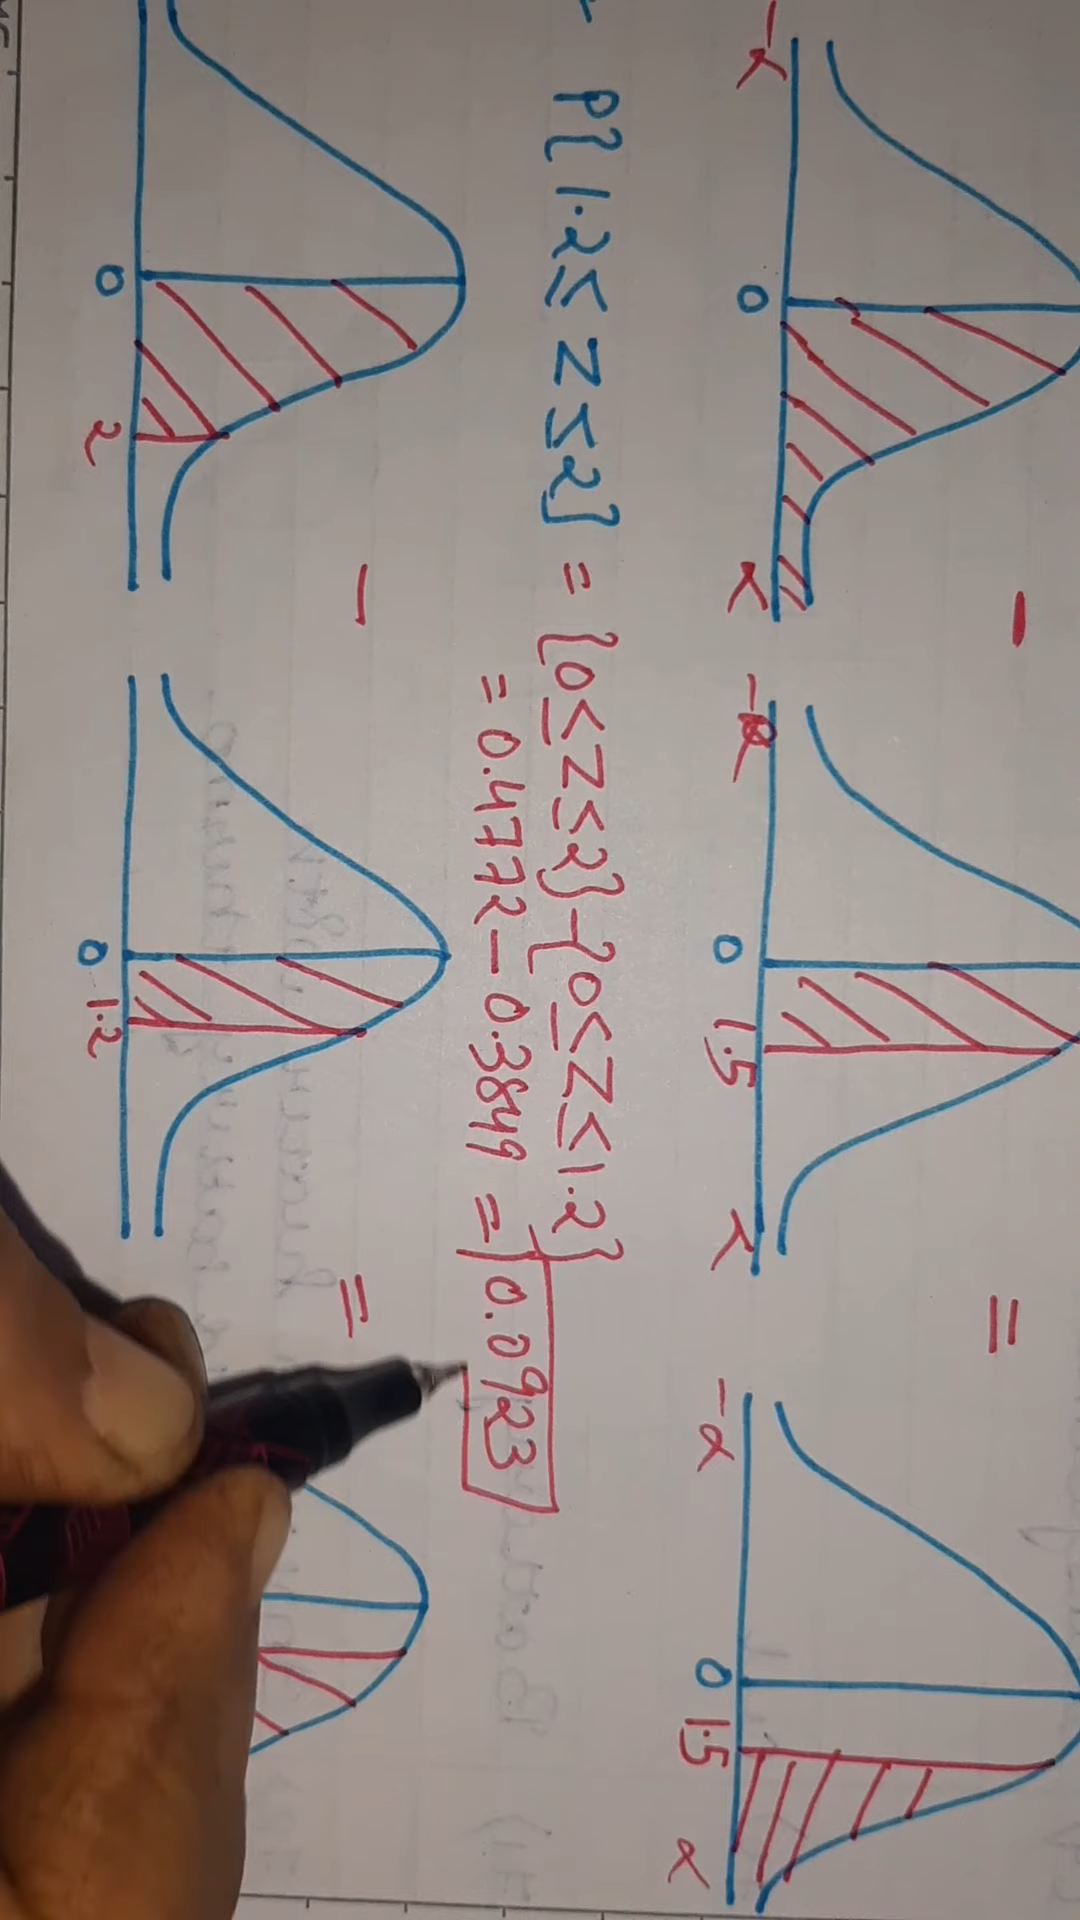 -α 0 α - -α 0 1.5 α = -α 0 1.5 α
P{1.2≤Z≤2} = {0≤Z≤2}-{0≤Z≤1.2}
= 0.4772-0.3849 = 0.0923
0 2 - 0 1.2 =